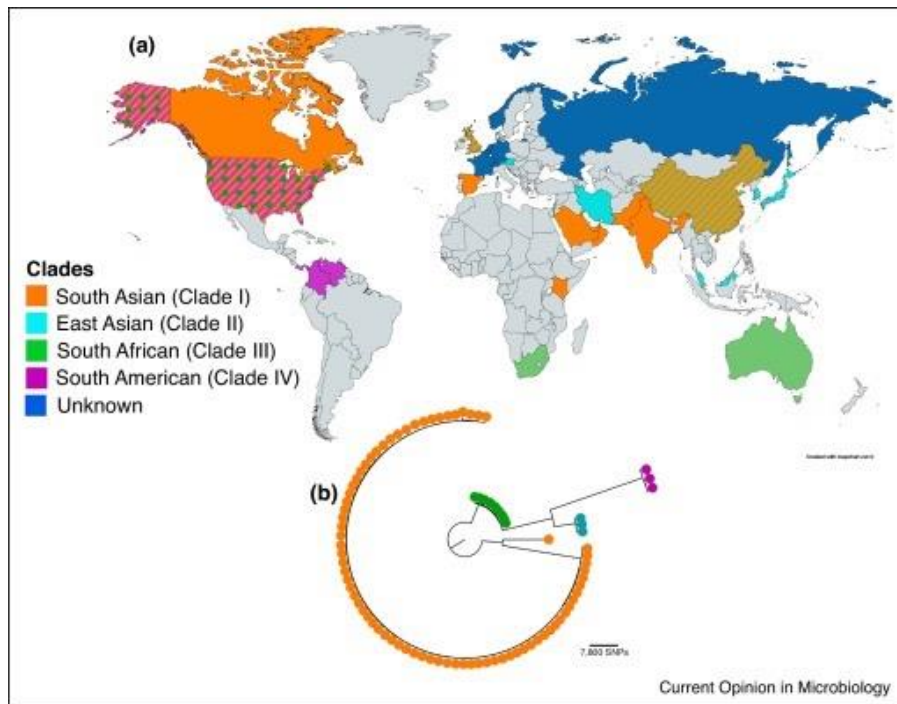 (a)
Clades
South Asian (Clade I)
East Asian (Clade II)
South African (Clade III)
South American (Clade IV)
Unknown
(b)
7,800 SNPs
Current Opinion in Microbiology